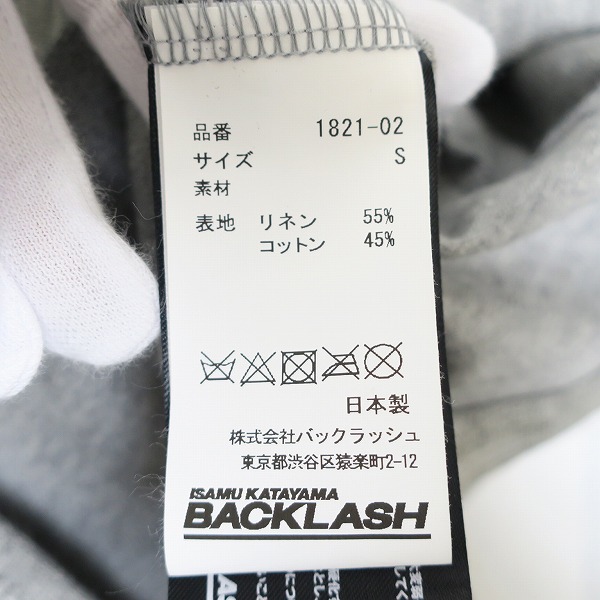 品番 1821-02
サイズ S
素材
表地 リネン 55%
コットン 45%
日本製
株式会社バックラッシュ
東京都渋谷区猿楽町2-12
ISAMU KATAYAMA
BACKLASH